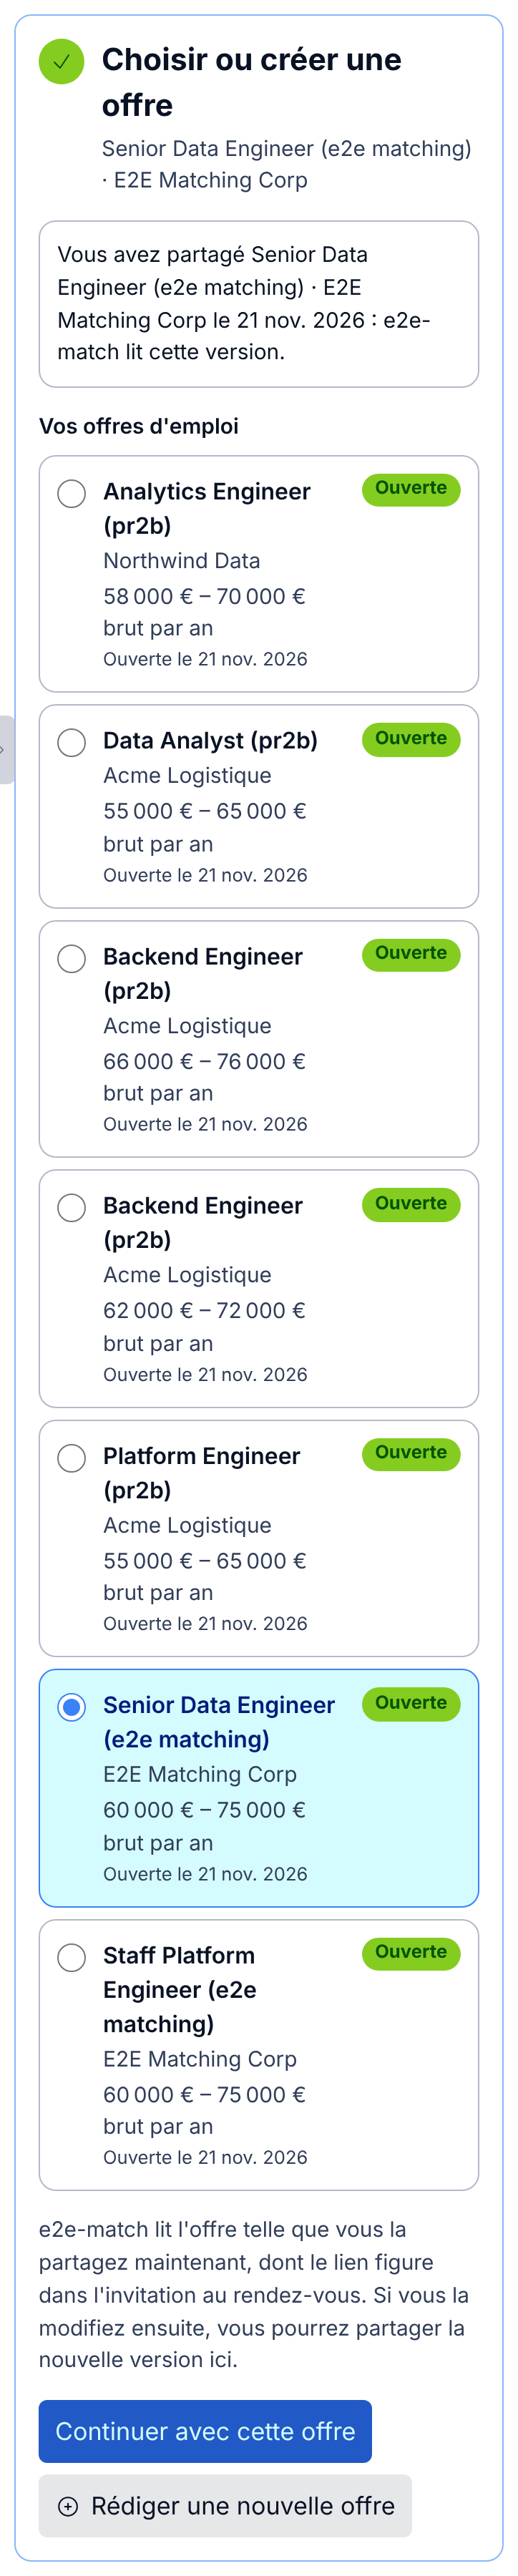 Choisir ou créer une
offre
Senior Data Engineer (e2e matching)
· E2E Matching Corp
Vous avez partagé Senior Data
Engineer (e2e matching) · E2E
Matching Corp le 21 nov. 2026 : e2e-
match lit cette version.
Vos offres d'emploi
Analytics Engineer
(pr2b)
Ouverte
Northwind Data
58 000 € – 70 000 €
brut par an
Ouverte le 21 nov. 2026
Data Analyst (pr2b)
Ouverte
Acme Logistique
55 000 € – 65 000 €
brut par an
Ouverte le 21 nov. 2026
Backend Engineer
(pr2b)
Ouverte
Acme Logistique
66 000 € – 76 000 €
brut par an
Ouverte le 21 nov. 2026
Backend Engineer
(pr2b)
Ouverte
Acme Logistique
62 000 € – 72 000 €
brut par an
Ouverte le 21 nov. 2026
Platform Engineer
(pr2b)
Ouverte
Acme Logistique
55 000 € – 65 000 €
brut par an
Ouverte le 21 nov. 2026
Senior Data Engineer
(e2e matching)
Ouverte
E2E Matching Corp
60 000 € – 75 000 €
brut par an
Ouverte le 21 nov. 2026
Staff Platform
Engineer (e2e
matching)
Ouverte
E2E Matching Corp
60 000 € – 75 000 €
brut par an
Ouverte le 21 nov. 2026
e2e-match lit l'offre telle que vous la
partagez maintenant, dont le lien figure
dans l'invitation au rendez-vous. Si vous la
modifiez ensuite, vous pourrez partager la
nouvelle version ici.
Continuer avec cette offre
Rédiger une nouvelle offre